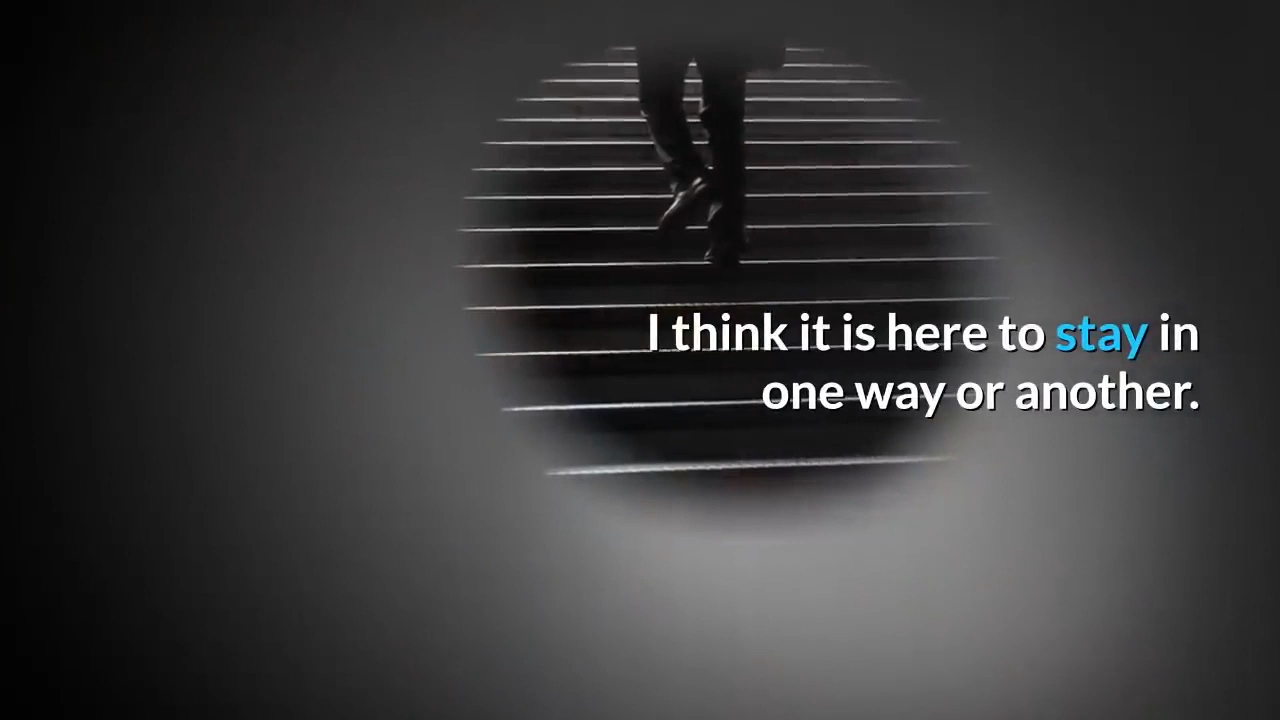 I think it is here to stay in
one way or another.